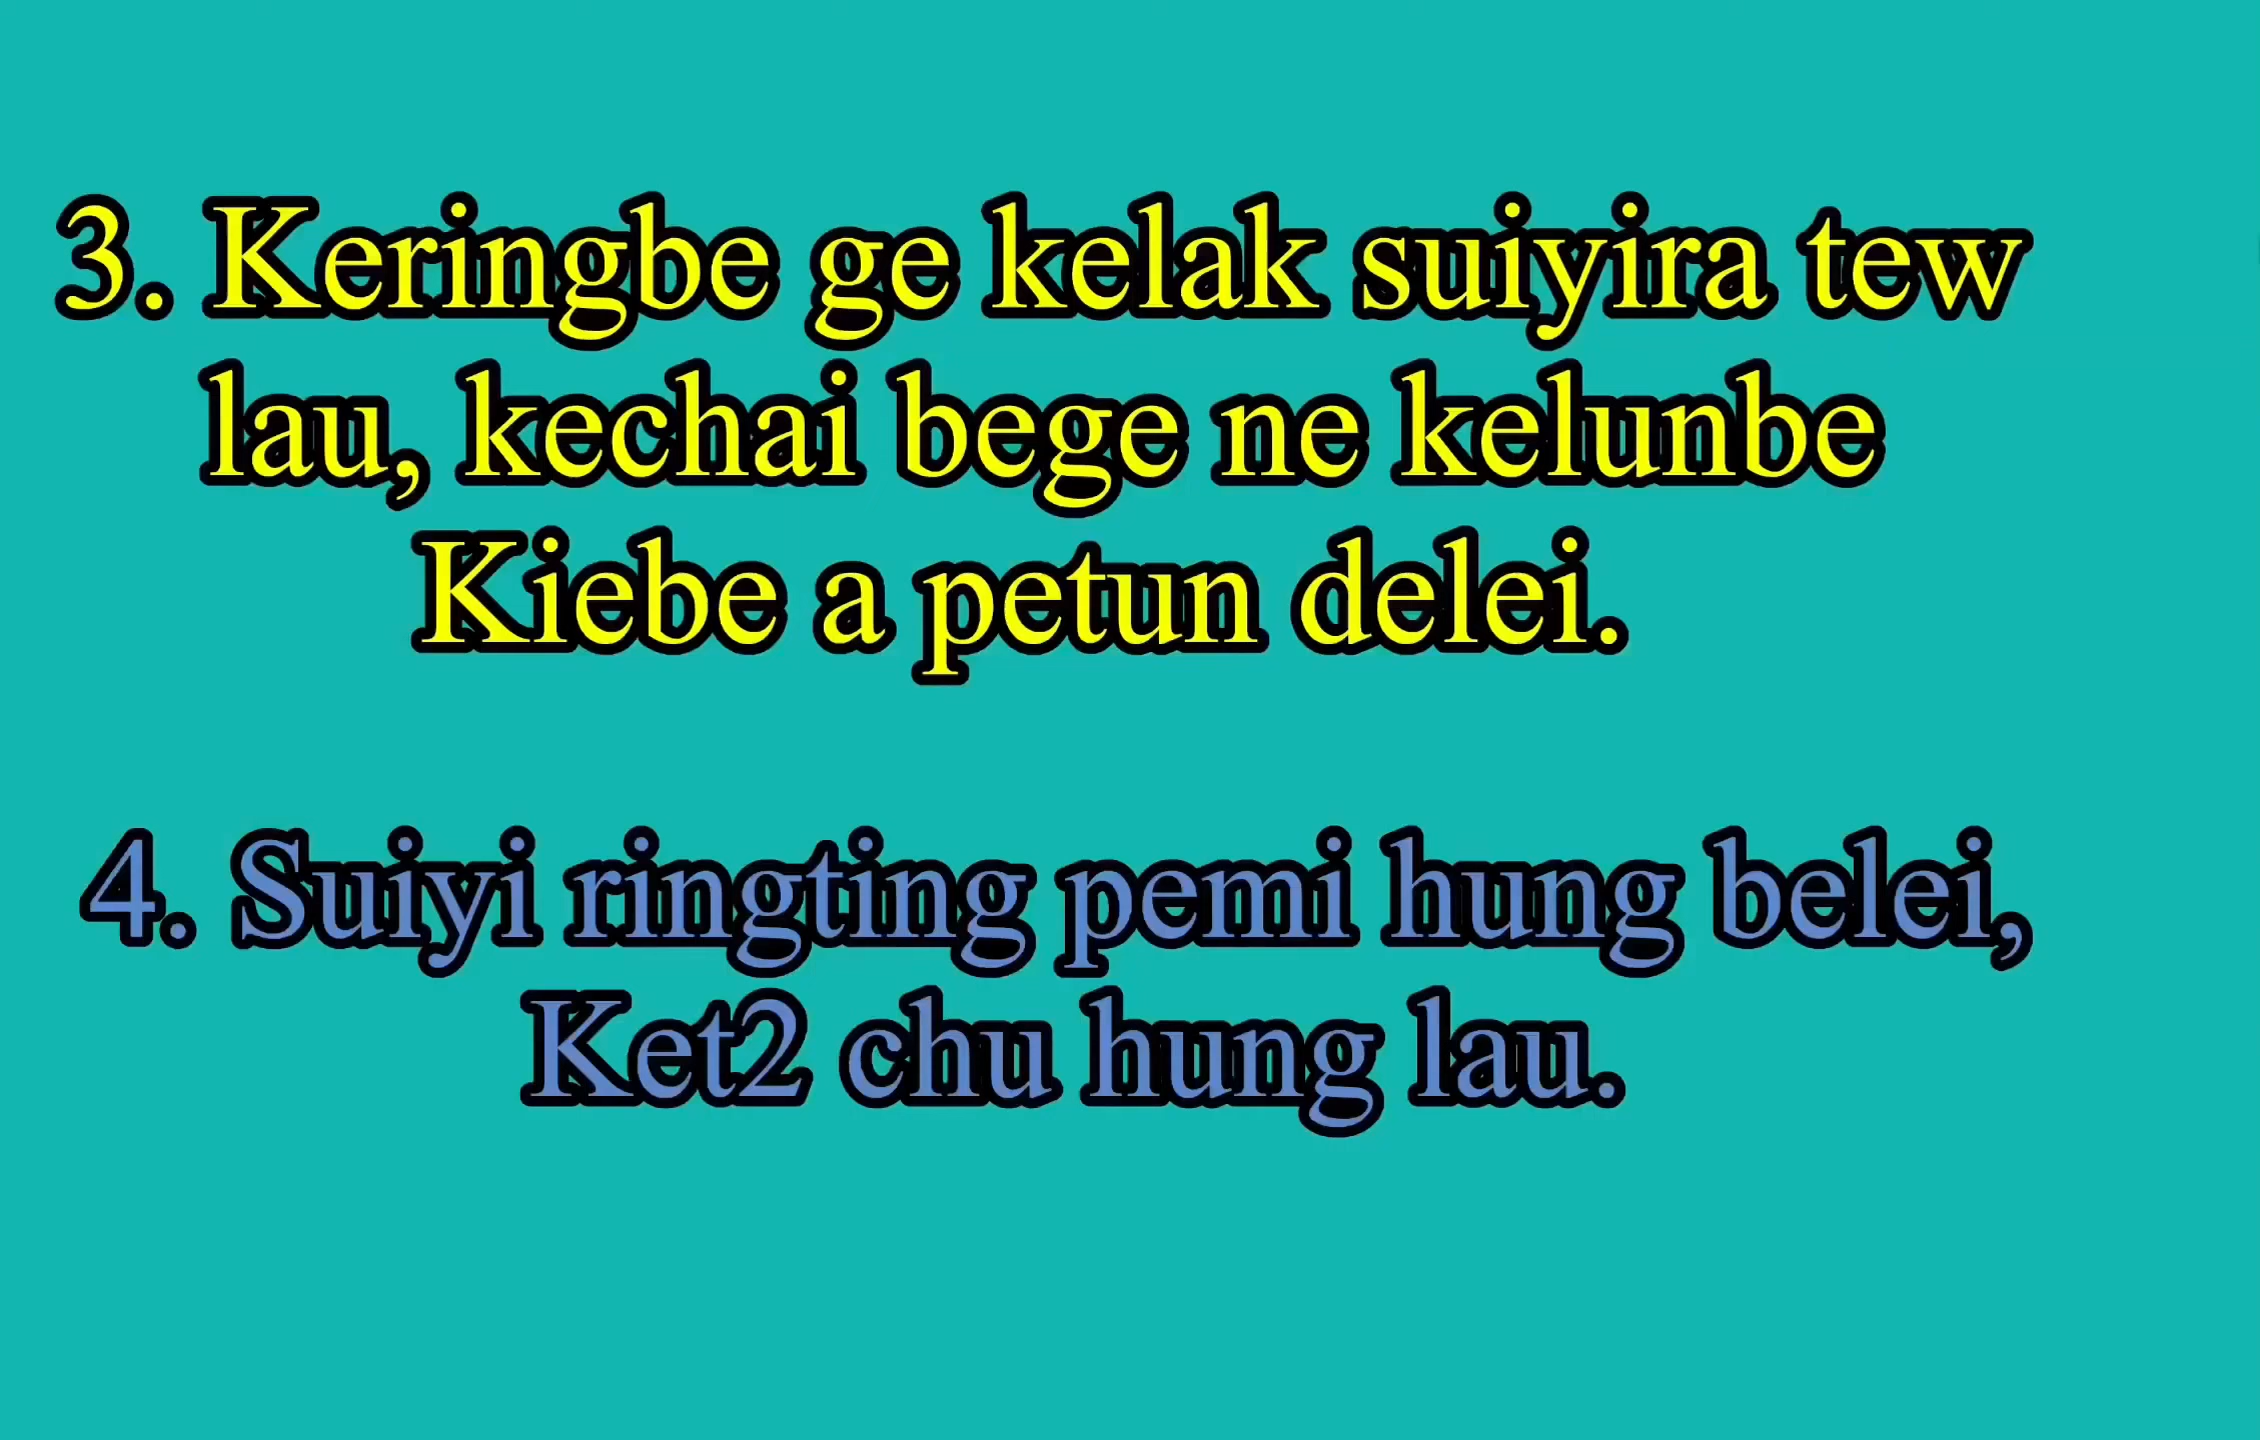 3. Keringbe ge kelak suiyira tew
lau, kechai bege ne kelunbe
Kiebe a petun delei.
4. Suiyi ringting pemi hung belei,
Ket2 chu hung lau.